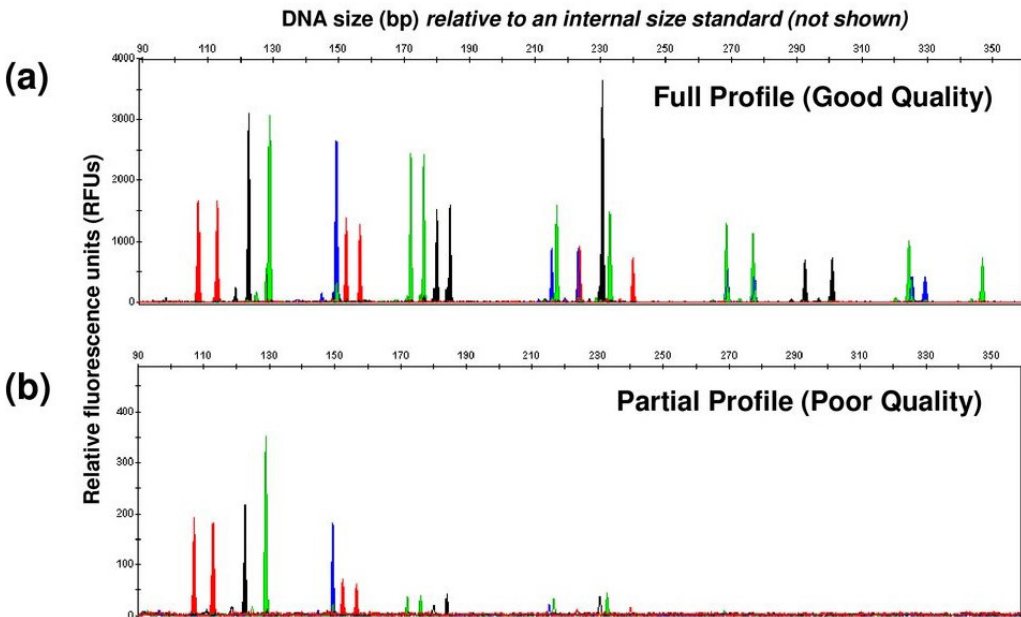 DNA size (bp) relative to an internal size standard (not shown)
90 110 130 150 170 190 210 230 250 270 290 310 330 350
(a)
4000
Full Profile (Good Quality)
3000
2000
1000
0
Relative fluorescence units (RFUs)
90 110 130 150 170 190 210 230 250 270 290 310 330 350
(b)
Partial Profile (Poor Quality)
400
300
200
100
0